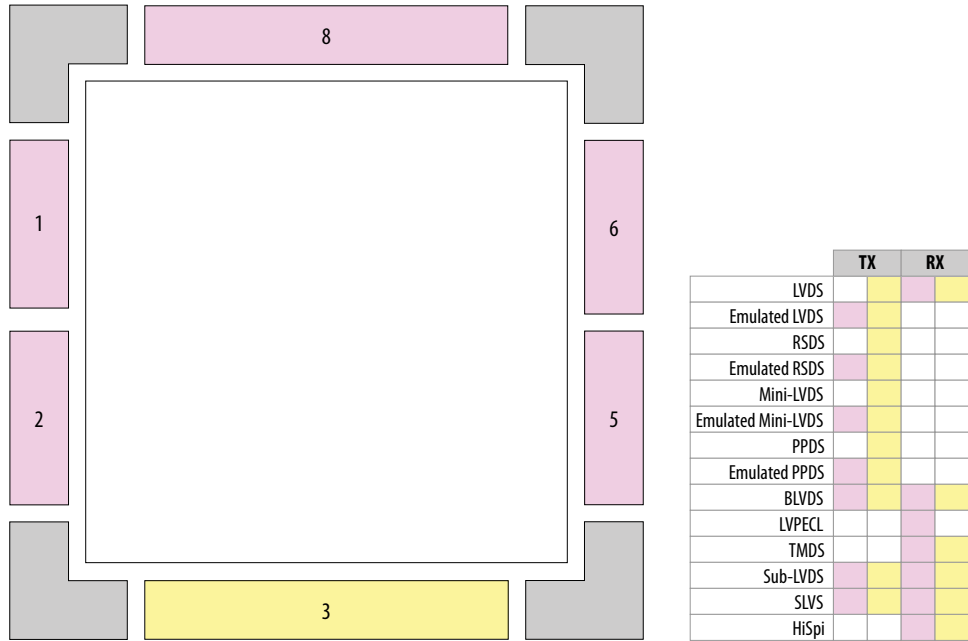 8
1
6
2
5
3
TX RX
LVDS
Emulated LVDS
RSDS
Emulated RSDS
Mini-LVDS
Emulated Mini-LVDS
PPDS
Emulated PPDS
BLVDS
LVPECL
TMDS
Sub-LVDS
SLVS
HiSpi